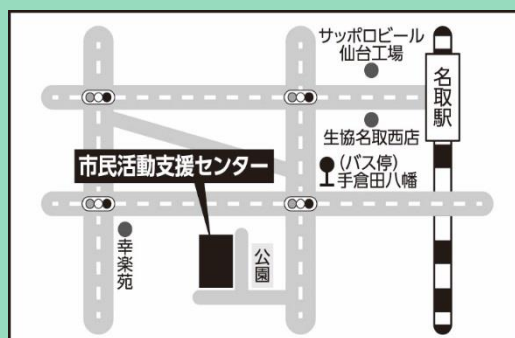 サッポロビール
仙台工場
名取駅
生協名取西店
市民活動支援センター
(バス停)
手倉田八幡
幸楽苑
公園